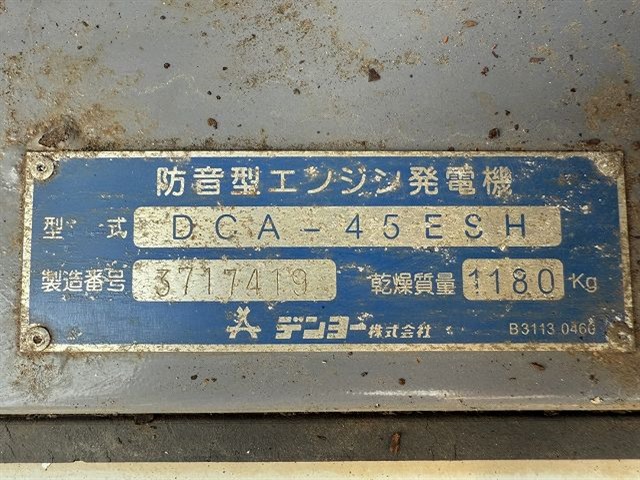 防音型エンジン発電機
型式 DCA-45ESH
製造番号 3717419 乾燥質量 1180 Kg
デンヨー株式会社 B3113 0460